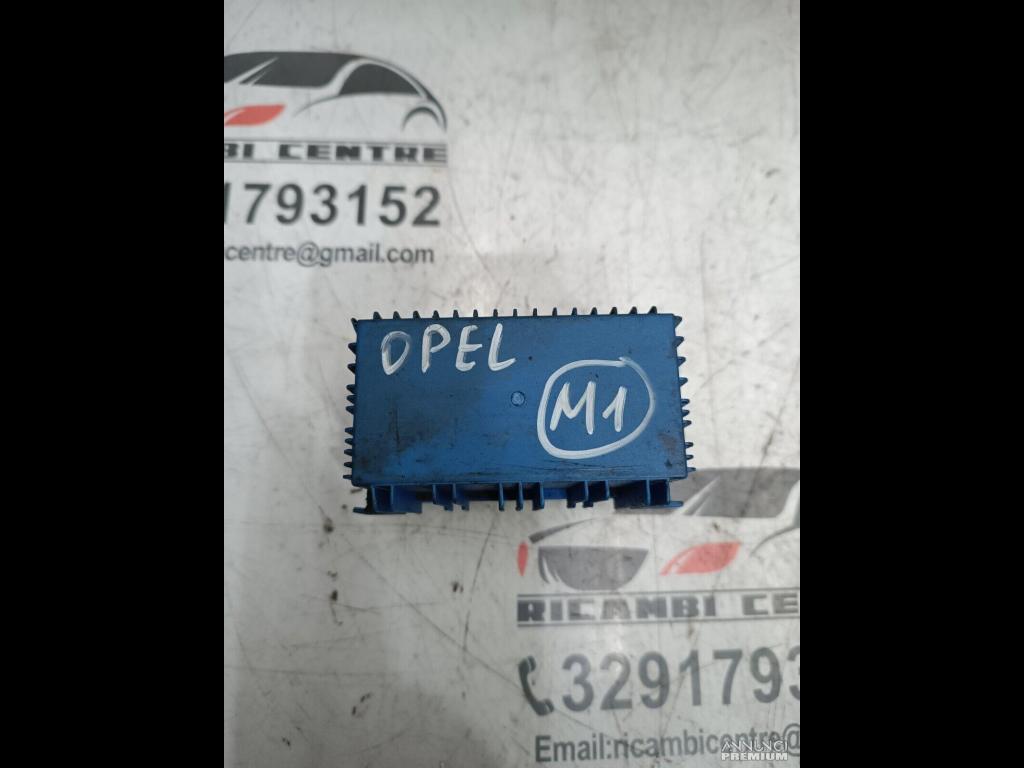 BI CENTRE
1793152
centre@gmail.com
OPEL
M1
RICAMBI CE
3291793
Email:ricambicentre@
ANNUNCI
PREMIUM